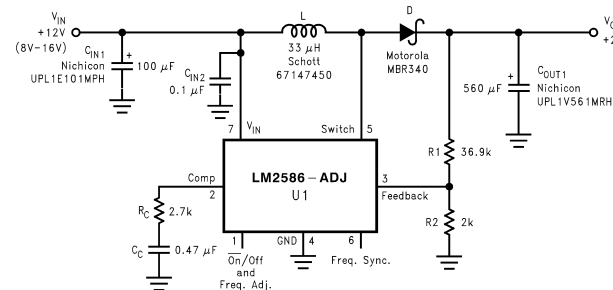 V_IN
+12V
(8V-16V)
L
33 μH
Schott
67147450
D
Motorola
MBR340
V_O
+2
C_IN1
Nichicon
UPL1E101MPH
+
100 μF
C_IN2
0.1 μF
560 μF
+
C_OUT1
Nichicon
UPL1V561MRH
7
V_IN
Switch
5
R1
36.9k
LM2586-ADJ
U1
Comp
2
3
Feedback
R2
2k
R_C
2.7k
C_C
0.47 μF
1
GND
4
6
On/Off
and
Freq. Adj.
Freq. Sync.